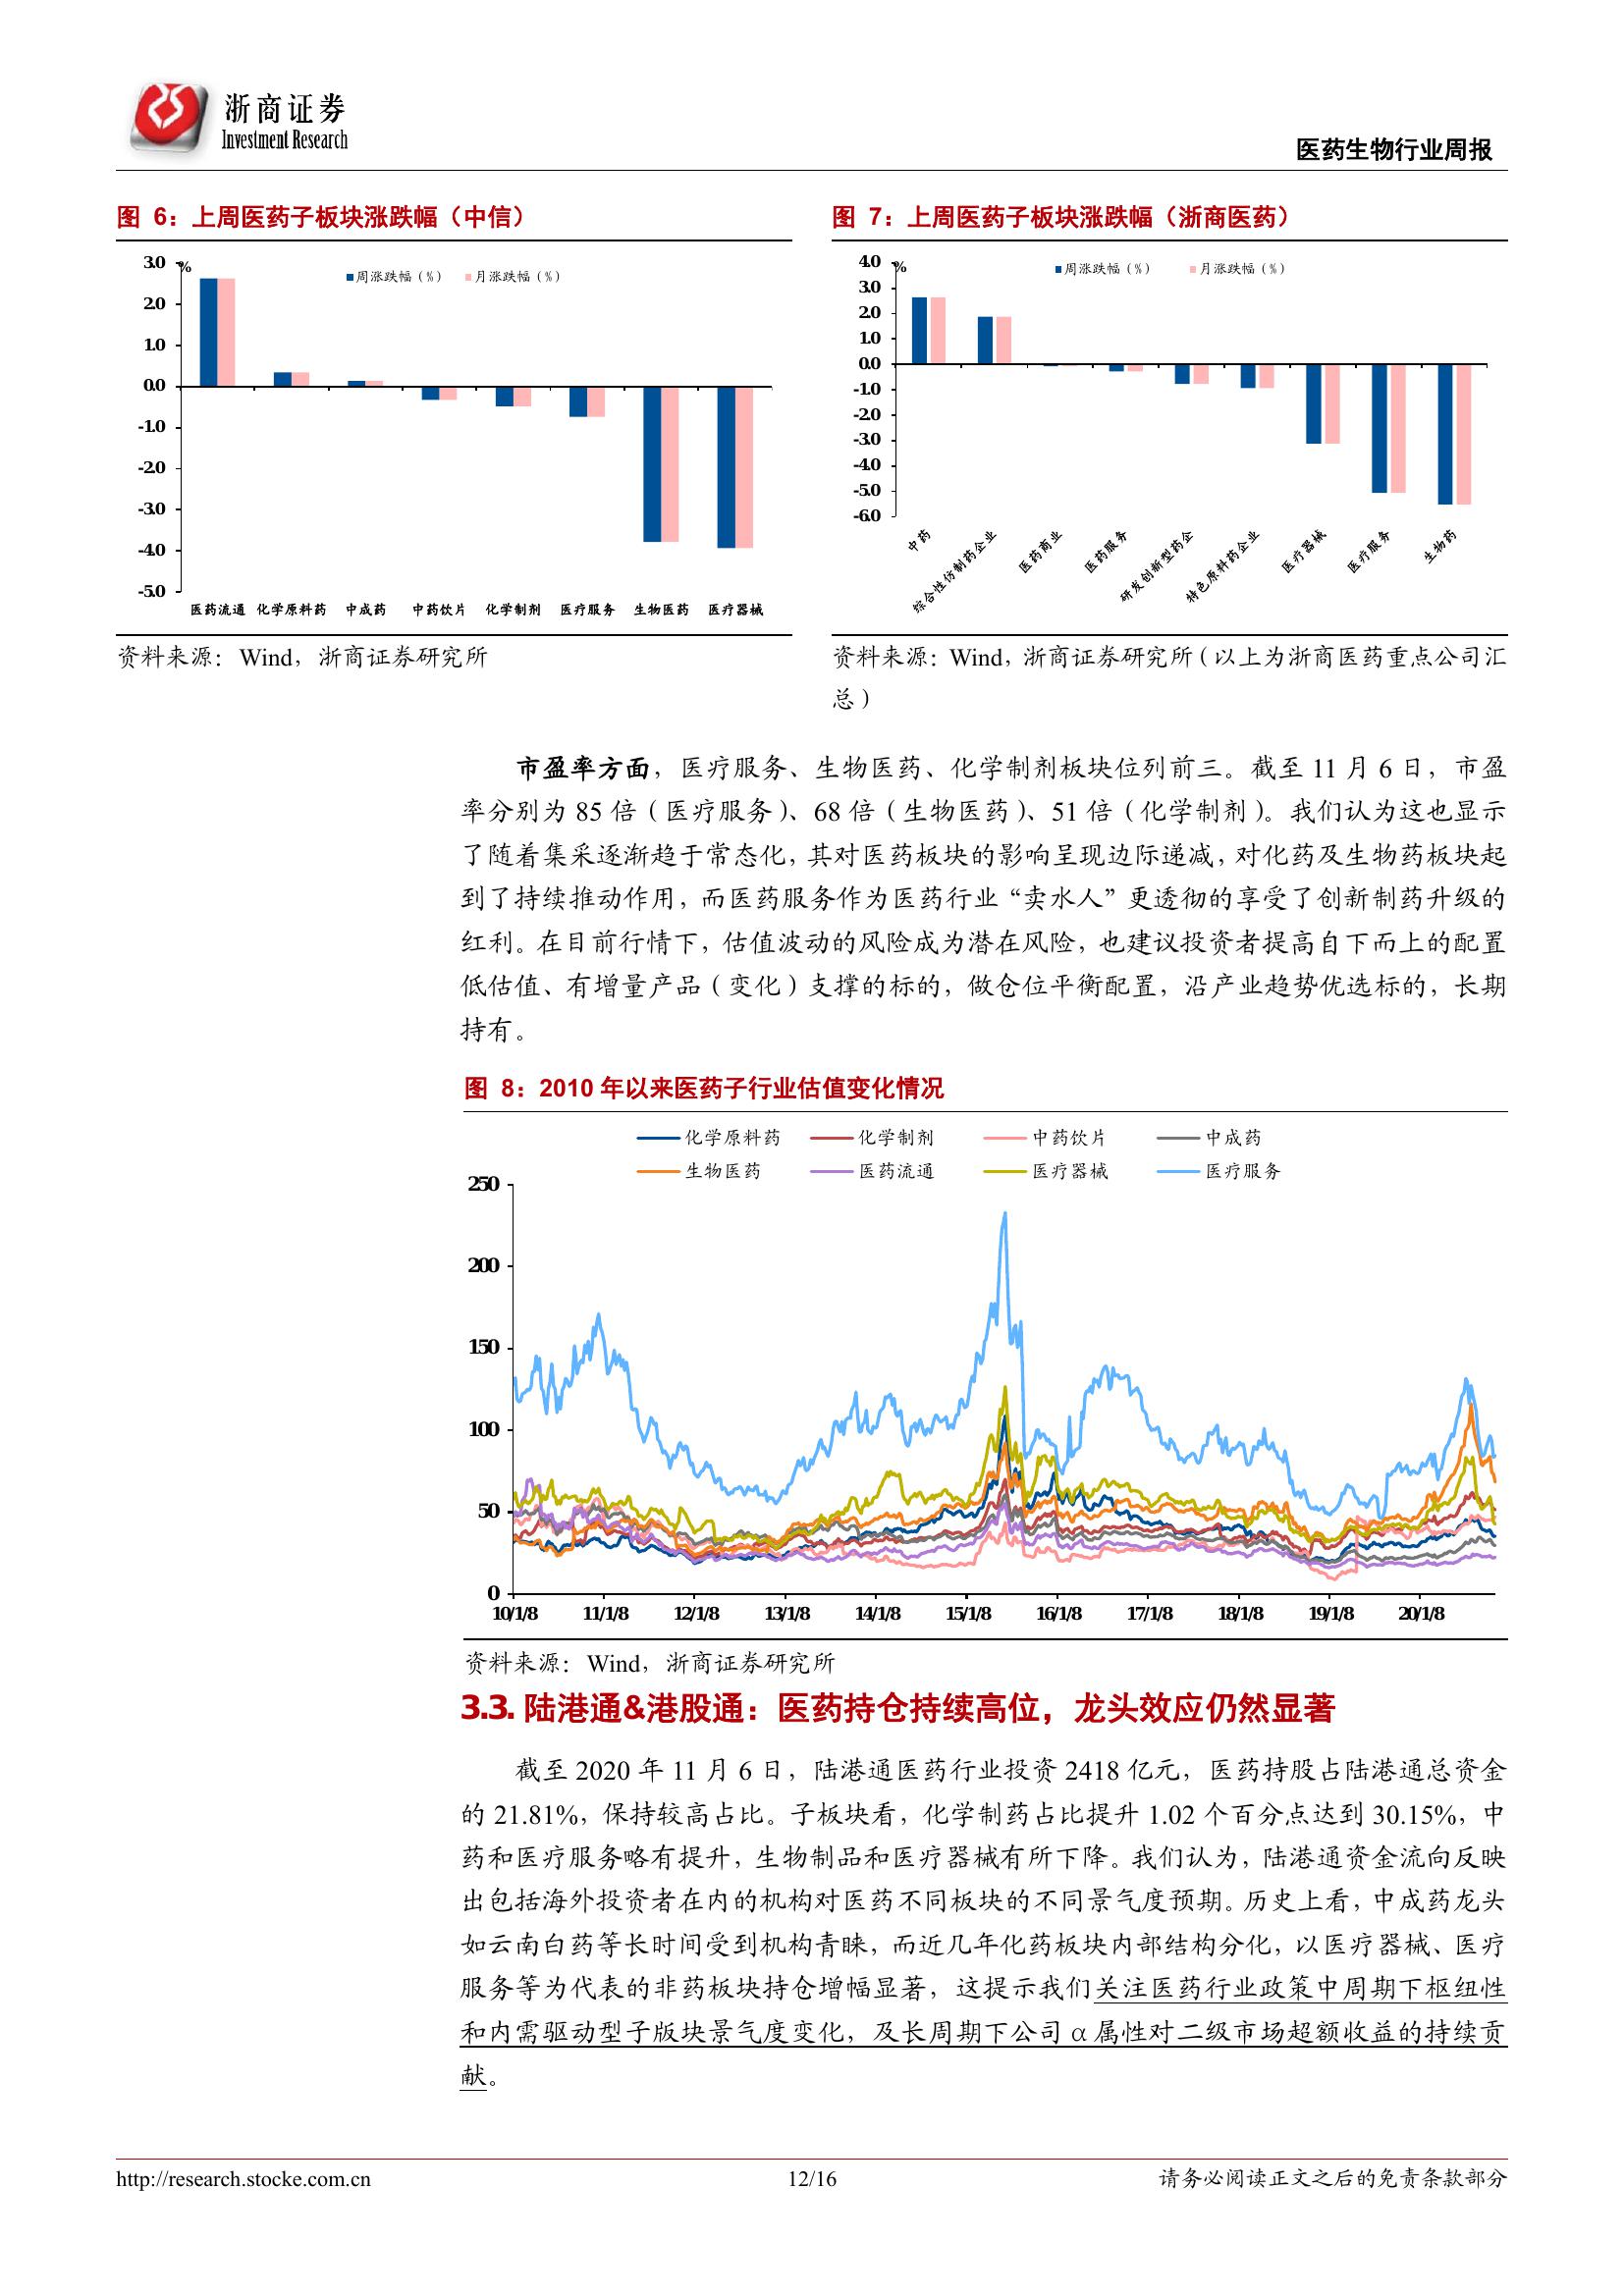 浙商证券
Investment Research
医药生物行业周报
图 6：上周医药子板块涨跌幅（中信）
3.0
%
周涨跌幅（%）
月涨跌幅（%）
2.0
1.0
0.0
-1.0
-2.0
-3.0
-4.0
-5.0
医药流通 化学原料药 中成药 中药饮片 化学制剂 医疗服务 生物医药 医疗器械
资料来源：Wind，浙商证券研究所
图 7：上周医药子板块涨跌幅（浙商医药）
4.0
%
周涨跌幅（%）
月涨跌幅（%）
3.0
2.0
1.0
0.0
-1.0
-2.0
-3.0
-4.0
-5.0
-6.0
中药
综合性仿制药企业
医药商业
医药服务
研发创新型药企
特色原料药企业
医疗器械
医疗服务
生物药
资料来源：Wind，浙商证券研究所（以上为浙商医药重点公司汇
总）
市盈率方面，医疗服务、生物医药、化学制剂板块位列前三。截至 11 月 6 日，市盈
率分别为 85 倍（医疗服务）、68 倍（生物医药）、51 倍（化学制剂）。我们认为这也显示
了随着集采逐渐趋于常态化，其对医药板块的影响呈现边际递减，对化药及生物药板块起
到了持续推动作用，而医药服务作为医药行业“卖水人”更透彻的享受了创新制药升级的
红利。在目前行情下，估值波动的风险成为潜在风险，也建议投资者提高自下而上的配置
低估值、有增量产品（变化）支撑的标的，做仓位平衡配置，沿产业趋势优选标的，长期
持有。
图 8：2010 年以来医药子行业估值变化情况
化学原料药 化学制剂 中药饮片 中成药
生物医药 医药流通 医疗器械 医疗服务
250
200
150
100
50
0
10/1/8 11/1/8 12/1/8 13/1/8 14/1/8 15/1/8 16/1/8 17/1/8 18/1/8 19/1/8 20/1/8
资料来源：Wind，浙商证券研究所
3.3. 陆港通&港股通：医药持仓持续高位，龙头效应仍然显著
截至 2020 年 11 月 6 日，陆港通医药行业投资 2418 亿元，医药持股占陆港通总资金
的 21.81%，保持较高占比。子板块看，化学制药占比提升 1.02 个百分点达到 30.15%，中
药和医疗服务略有提升，生物制品和医疗器械有所下降。我们认为，陆港通资金流向反映
出包括海外投资者在内的机构对医药不同板块的不同景气度预期。历史上看，中成药龙头
如云南白药等长时间受到机构青睐，而近几年化药板块内部结构分化，以医疗器械、医疗
服务等为代表的非药板块持仓增幅显著，这提示我们关注医药行业政策中周期下枢纽性
和内需驱动型子版块景气度变化，及长周期下公司 α 属性对二级市场超额收益的持续贡
献。
http://research.stocke.com.cn
12/16
请务必阅读正文之后的免责条款部分